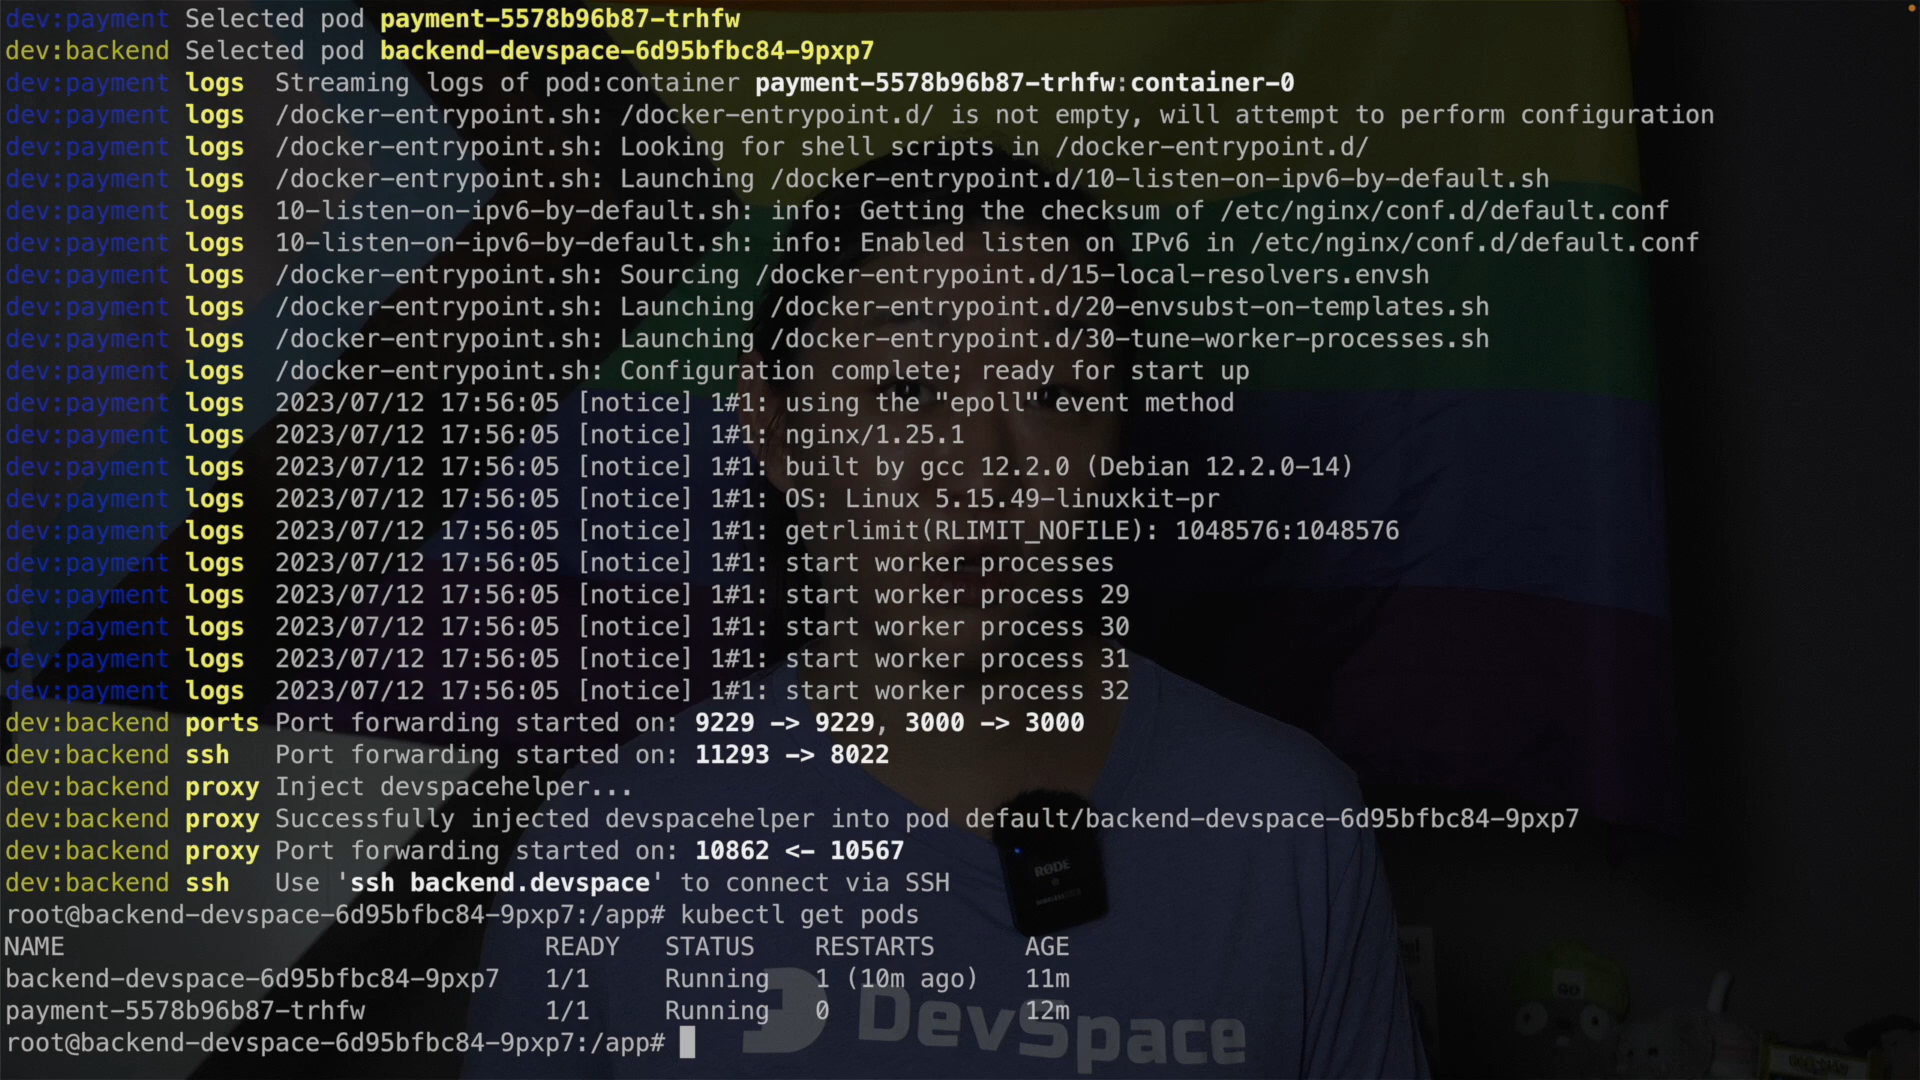 dev:payment Selected pod payment-5578b96b87-trhfw
dev:backend Selected pod backend-devspace-6d95bfbc84-9pxp7
dev:payment logs  Streaming logs of pod:container payment-5578b96b87-trhfw:container-0
dev:payment logs  /docker-entrypoint.sh: /docker-entrypoint.d/ is not empty, will attempt to perform configuration
dev:payment logs  /docker-entrypoint.sh: Looking for shell scripts in /docker-entrypoint.d/
dev:payment logs  /docker-entrypoint.sh: Launching /docker-entrypoint.d/10-listen-on-ipv6-by-default.sh
dev:payment logs  10-listen-on-ipv6-by-default.sh: info: Getting the checksum of /etc/nginx/conf.d/default.conf
dev:payment logs  10-listen-on-ipv6-by-default.sh: info: Enabled listen on IPv6 in /etc/nginx/conf.d/default.conf
dev:payment logs  /docker-entrypoint.sh: Sourcing /docker-entrypoint.d/15-local-resolvers.envsh
dev:payment logs  /docker-entrypoint.sh: Launching /docker-entrypoint.d/20-envsubst-on-templates.sh
dev:payment logs  /docker-entrypoint.sh: Launching /docker-entrypoint.d/30-tune-worker-processes.sh
dev:payment logs  /docker-entrypoint.sh: Configuration complete; ready for start up
dev:payment logs  2023/07/12 17:56:05 [notice] 1#1: using the "epoll" event method
dev:payment logs  2023/07/12 17:56:05 [notice] 1#1: nginx/1.25.1
dev:payment logs  2023/07/12 17:56:05 [notice] 1#1: built by gcc 12.2.0 (Debian 12.2.0-14)
dev:payment logs  2023/07/12 17:56:05 [notice] 1#1: OS: Linux 5.15.49-linuxkit-pr
dev:payment logs  2023/07/12 17:56:05 [notice] 1#1: getrlimit(RLIMIT_NOFILE): 1048576:1048576
dev:payment logs  2023/07/12 17:56:05 [notice] 1#1: start worker processes
dev:payment logs  2023/07/12 17:56:05 [notice] 1#1: start worker process 29
dev:payment logs  2023/07/12 17:56:05 [notice] 1#1: start worker process 30
dev:payment logs  2023/07/12 17:56:05 [notice] 1#1: start worker process 31
dev:payment logs  2023/07/12 17:56:05 [notice] 1#1: start worker process 32
dev:backend ports Port forwarding started on: 9229 -> 9229, 3000 -> 3000
dev:backend ssh   Port forwarding started on: 11293 -> 8022
dev:backend proxy Inject devspacehelper...
dev:backend proxy Successfully injected devspacehelper into pod default/backend-devspace-6d95bfbc84-9pxp7
dev:backend proxy Port forwarding started on: 10862 <- 10567
dev:backend ssh   Use 'ssh backend.devspace' to connect via SSH
root@backend-devspace-6d95bfbc84-9pxp7:/app# kubectl get pods
NAME                                READY   STATUS    RESTARTS      AGE
backend-devspace-6d95bfbc84-9pxp7   1/1     Running   1 (10m ago)   11m
payment-5578b96b87-trhfw            1/1     Running   0             12m
root@backend-devspace-6d95bfbc84-9pxp7:/app#
RØDE
GO
DevSpace